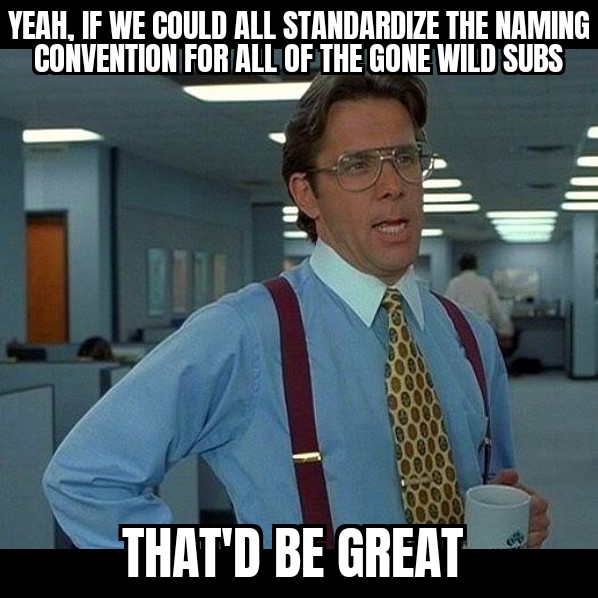 YEAH, IF WE COULD ALL STANDARDIZE THE NAMING
CONVENTION FOR ALL OF THE GONE WILD SUBS
THAT'D BE GREAT